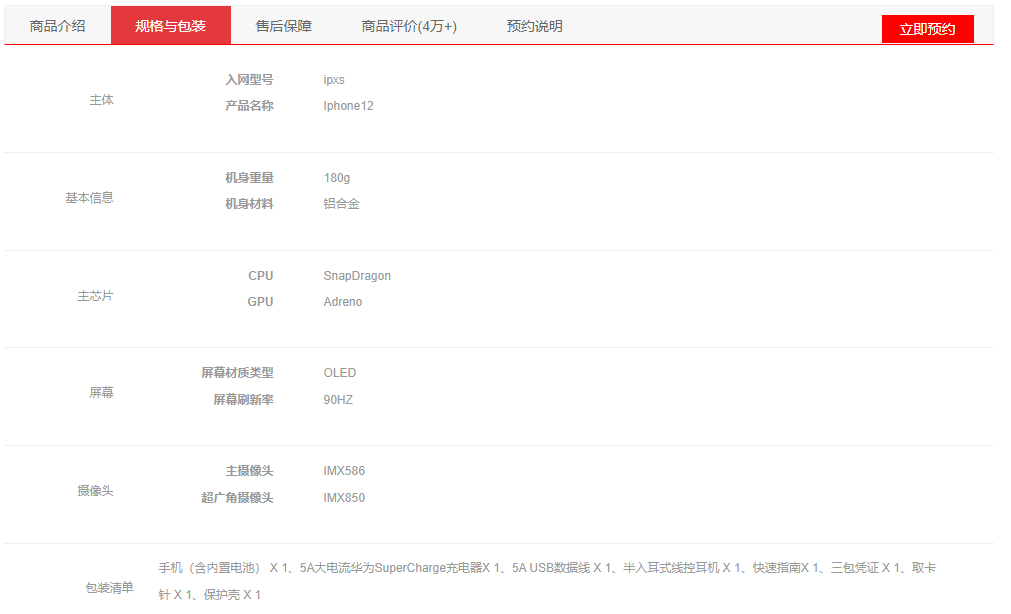 商品介绍 规格与包装 售后保障 商品评价(4万+) 预约说明 立即预约
主体
入网型号 ipxs
产品名称 Iphone12
基本信息
机身重量 180g
机身材料 铝合金
主芯片
CPU SnapDragon
GPU Adreno
屏幕
屏幕材质类型 OLED
屏幕刷新率 90HZ
摄像头
主摄像头 IMX586
超广角摄像头 IMX850
包装清单
手机（含内置电池） X 1、5A大电流华为SuperCharge充电器X 1、5A USB数据线 X 1、半入耳式线控耳机 X 1、快速指南X 1、三包凭证 X 1、取卡
针 X 1、保护壳 X 1